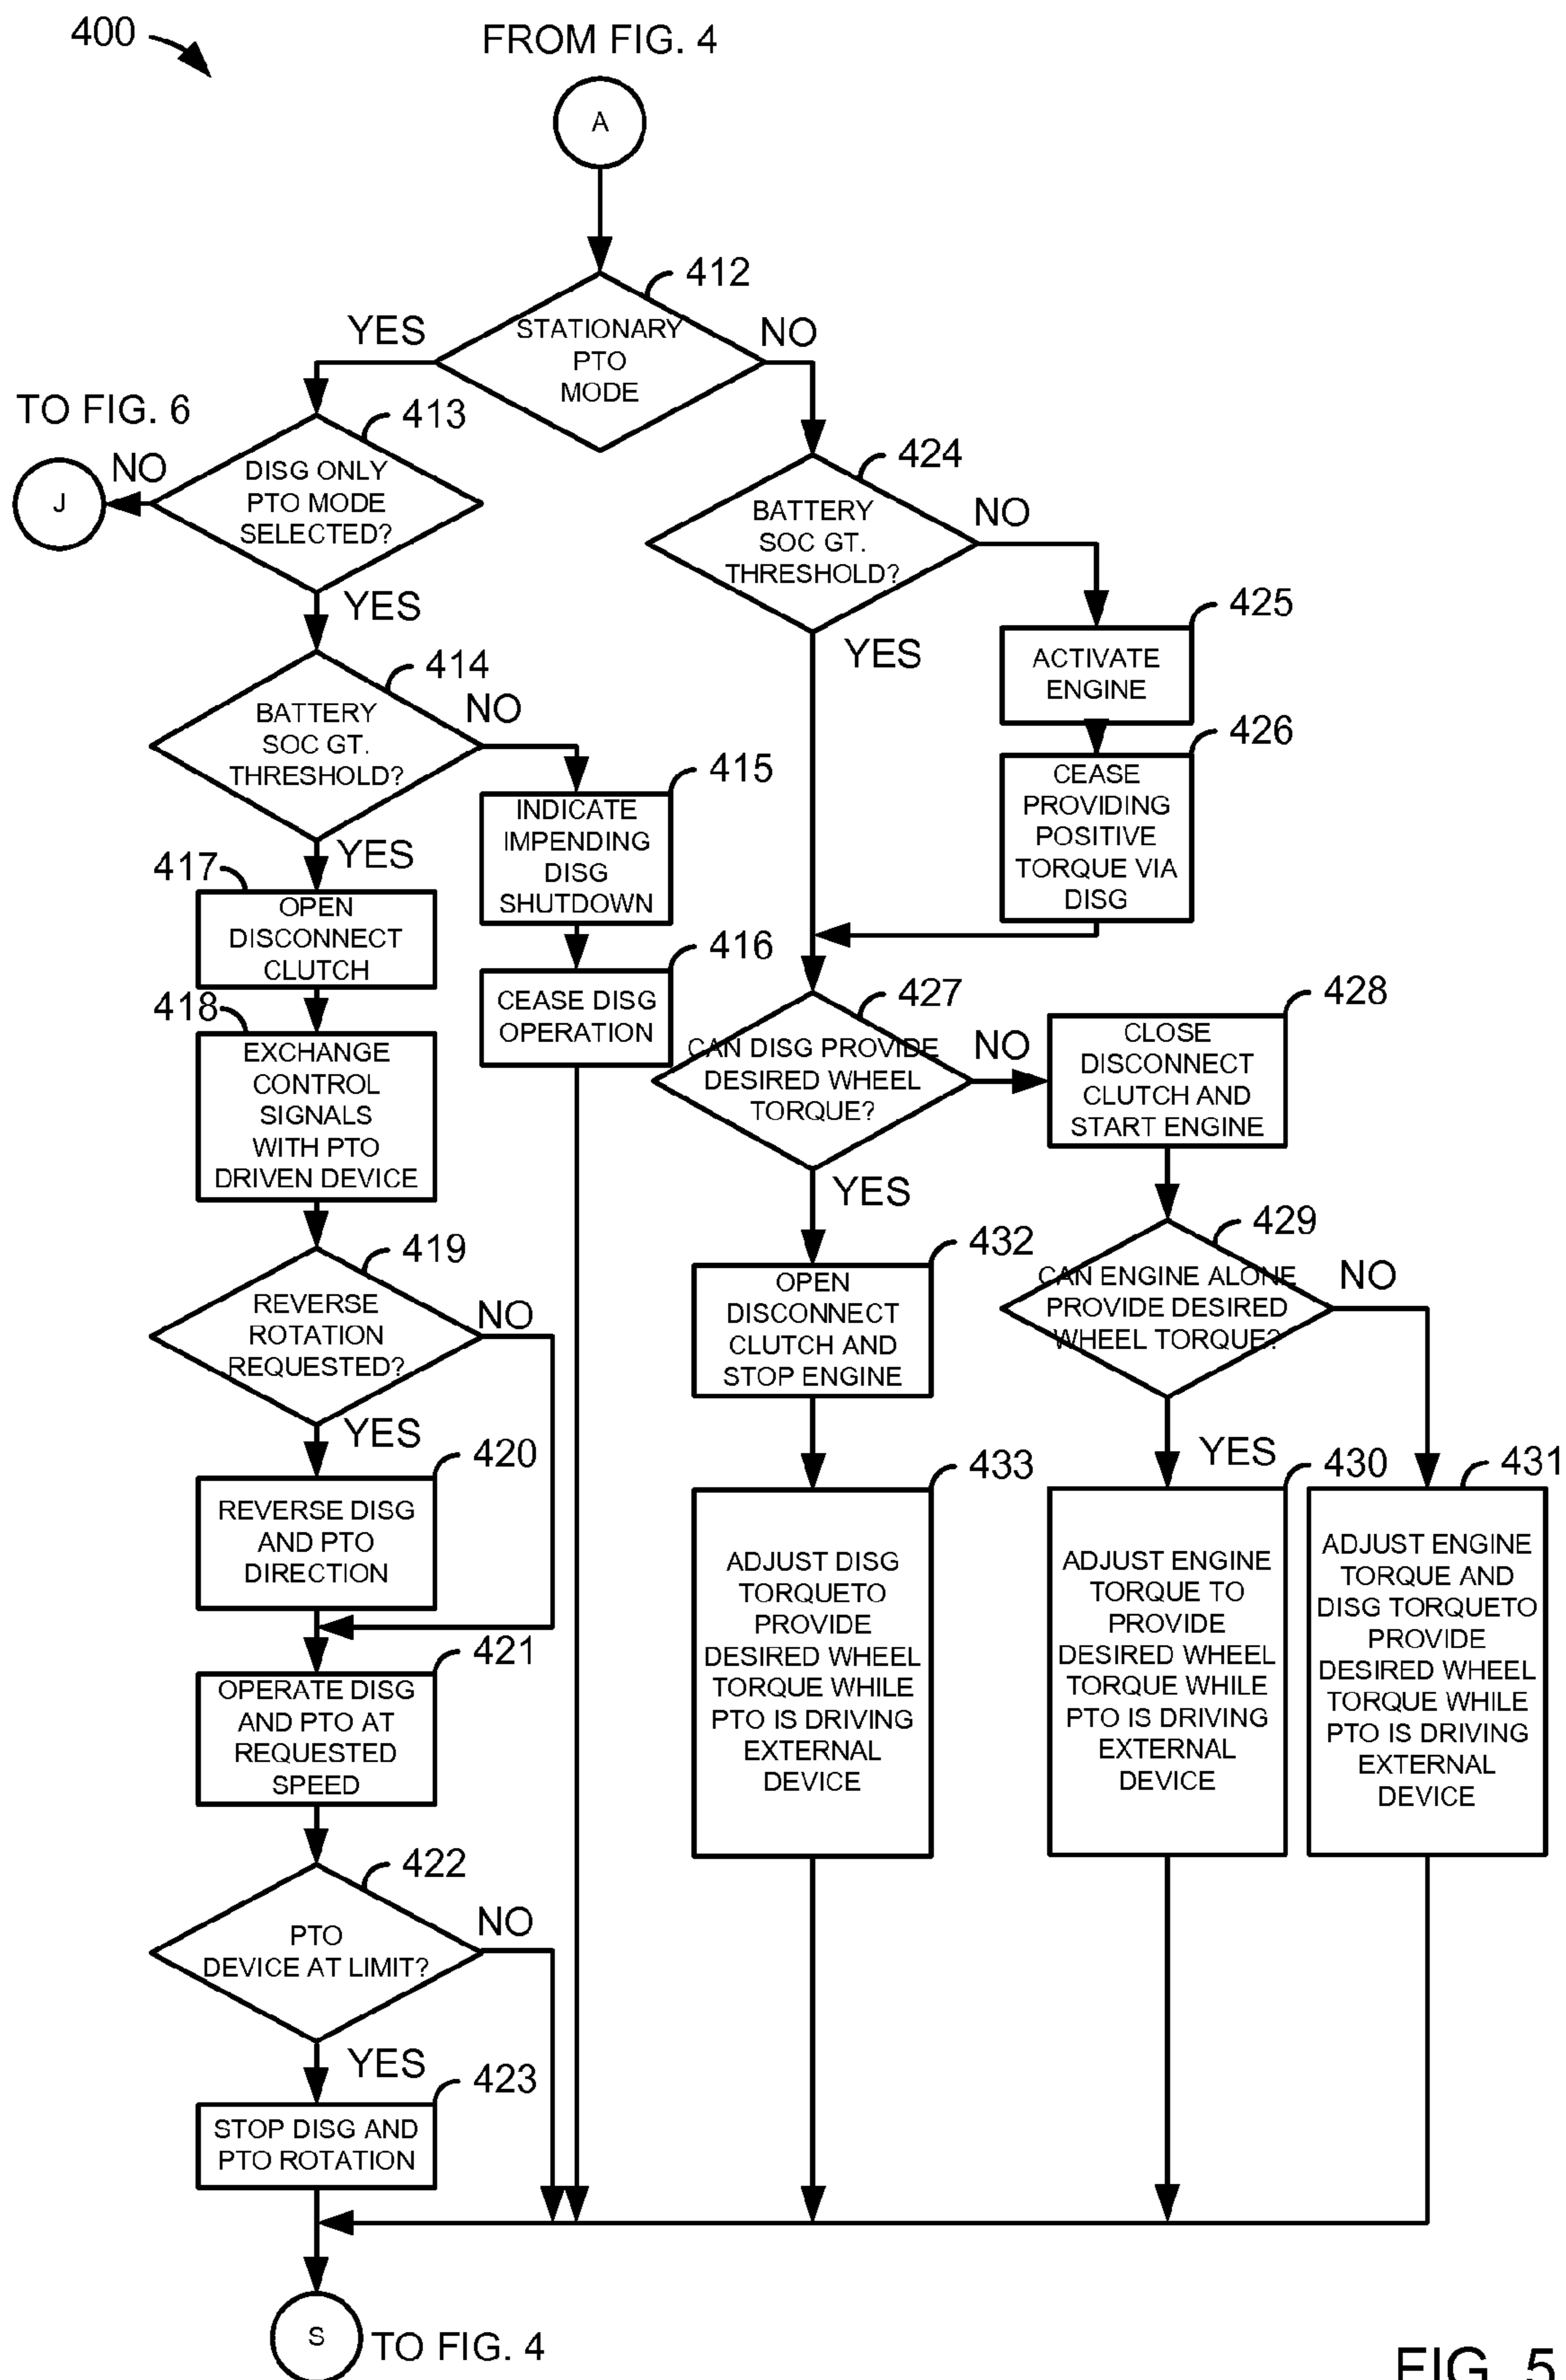 400
FROM FIG. 4
A
412
STATIONARY
PTO
MODE
YES
NO
TO FIG. 6
J
NO
413
DISG ONLY
PTO MODE
SELECTED?
YES
424
BATTERY
SOC GT.
THRESHOLD?
NO
YES
425
ACTIVATE
ENGINE
426
CEASE
PROVIDING
POSITIVE
TORQUE VIA
DISG
414
BATTERY
SOC GT.
THRESHOLD?
NO
YES
415
INDICATE
IMPENDING
DISG
SHUTDOWN
416
CEASE DISG
OPERATION
417
OPEN
DISCONNECT
CLUTCH
418
EXCHANGE
CONTROL
SIGNALS
WITH PTO
DRIVEN DEVICE
427
CAN DISG PROVIDE
DESIRED WHEEL
TORQUE?
NO
YES
428
CLOSE
DISCONNECT
CLUTCH AND
START ENGINE
419
REVERSE
ROTATION
REQUESTED?
NO
YES
432
OPEN
DISCONNECT
CLUTCH AND
STOP ENGINE
429
CAN ENGINE ALONE
PROVIDE DESIRED
WHEEL TORQUE?
NO
YES
420
REVERSE DISG
AND PTO
DIRECTION
433
ADJUST DISG
TORQUETO
PROVIDE
DESIRED WHEEL
TORQUE WHILE
PTO IS DRIVING
EXTERNAL
DEVICE
430
ADJUST ENGINE
TORQUE TO
PROVIDE
DESIRED WHEEL
TORQUE WHILE
PTO IS DRIVING
EXTERNAL
DEVICE
431
ADJUST ENGINE
TORQUE AND
DISG TORQUETO
PROVIDE
DESIRED WHEEL
TORQUE WHILE
PTO IS DRIVING
EXTERNAL
DEVICE
421
OPERATE DISG
AND PTO AT
REQUESTED
SPEED
422
PTO
DEVICE AT LIMIT?
NO
YES
423
STOP DISG AND
PTO ROTATION
S
TO FIG. 4
FIG. 5